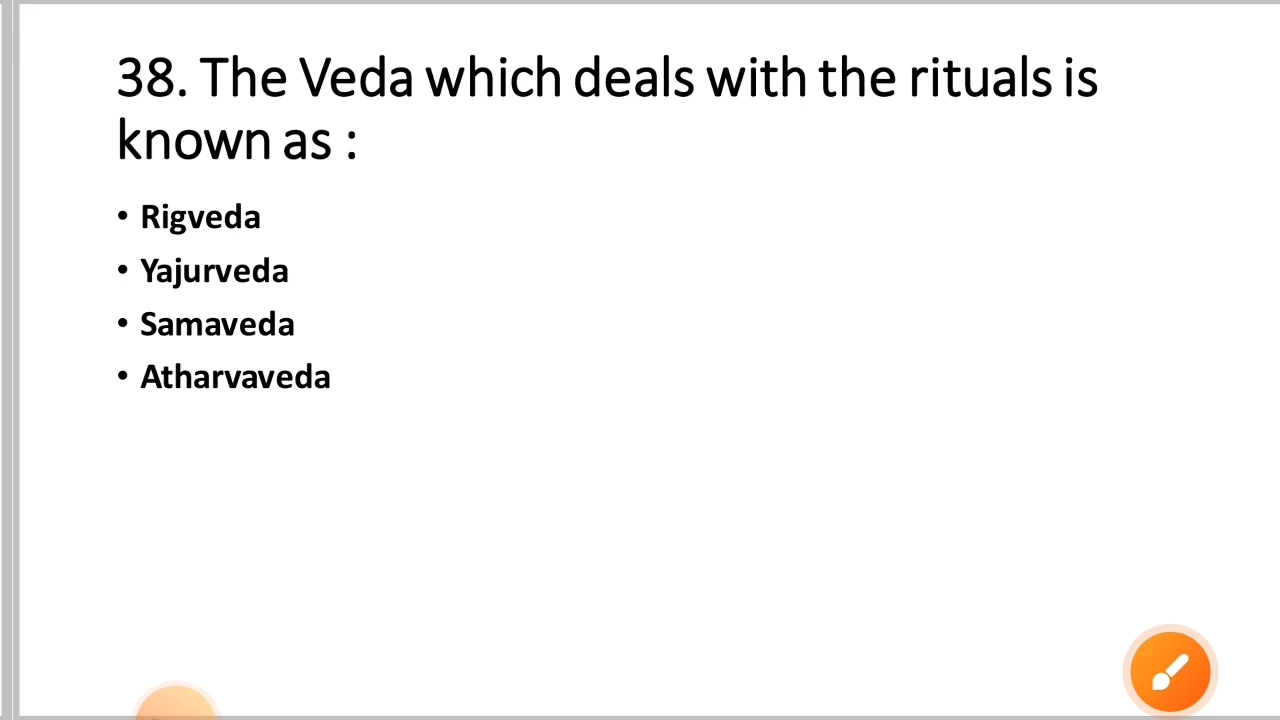 38. The Veda which deals with the rituals is
known as :
• Rigveda
• Yajurveda
• Samaveda
• Atharvaveda